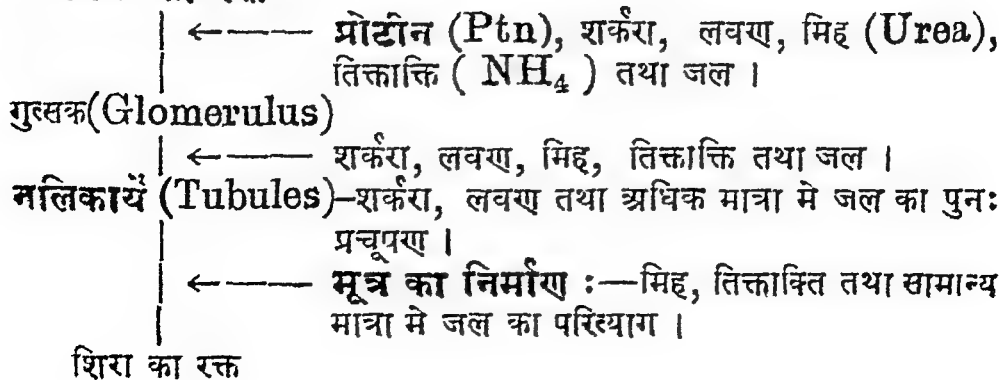 प्रोटीन (Ptn), शर्करा, लवण, मिह (Urea),
तिक्ताक्ति ( NH₄ ) तथा जल ।
गुत्सक(Glomerulus)
शर्करा, लवण, मिह, तिक्ताक्ति तथा जल ।
नलिकायें (Tubules)–शर्करा, लवण तथा अधिक मात्रा मे जल का पुनः
प्रचूषण ।
मूत्र का निर्माण :—मिह, तिक्ताक्ति तथा सामान्य
मात्रा मे जल का परित्याग ।
शिरा का रक्त